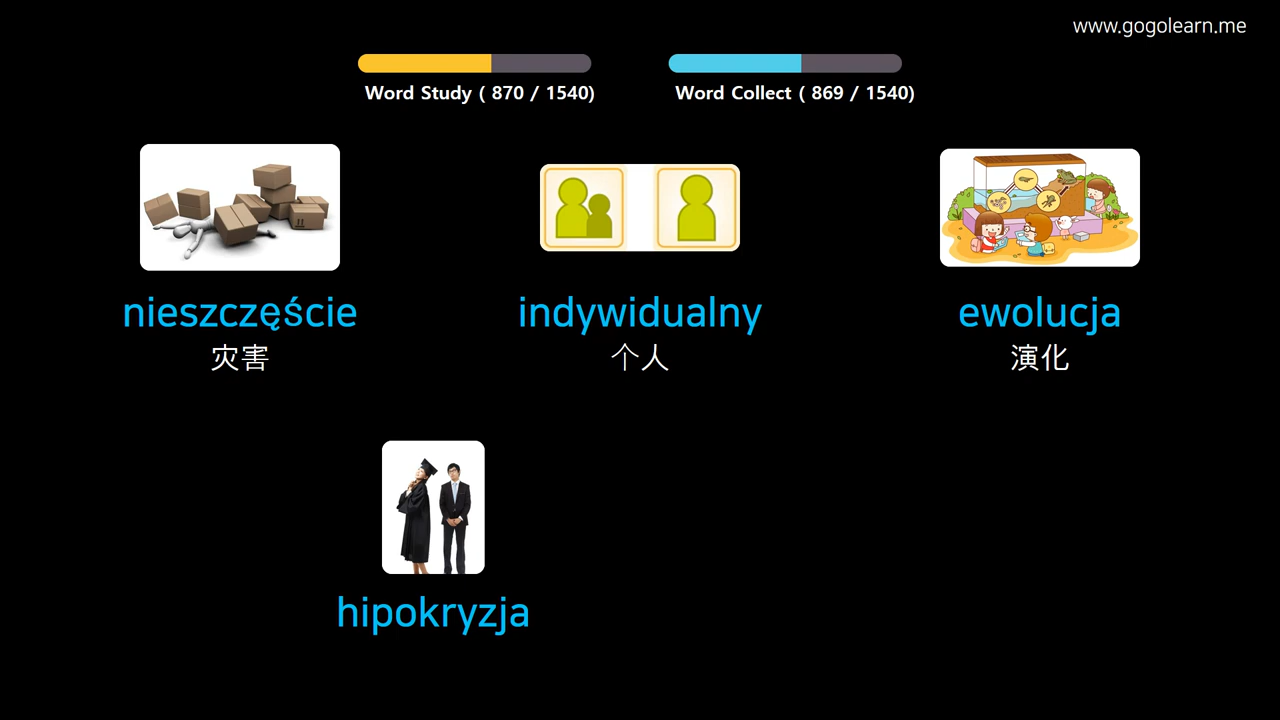 www.gogolearn.me
Word Study ( 870 / 1540)
Word Collect ( 869 / 1540)
nieszczęście
灾害
indywidualny
个人
ewolucja
演化
hipokryzja